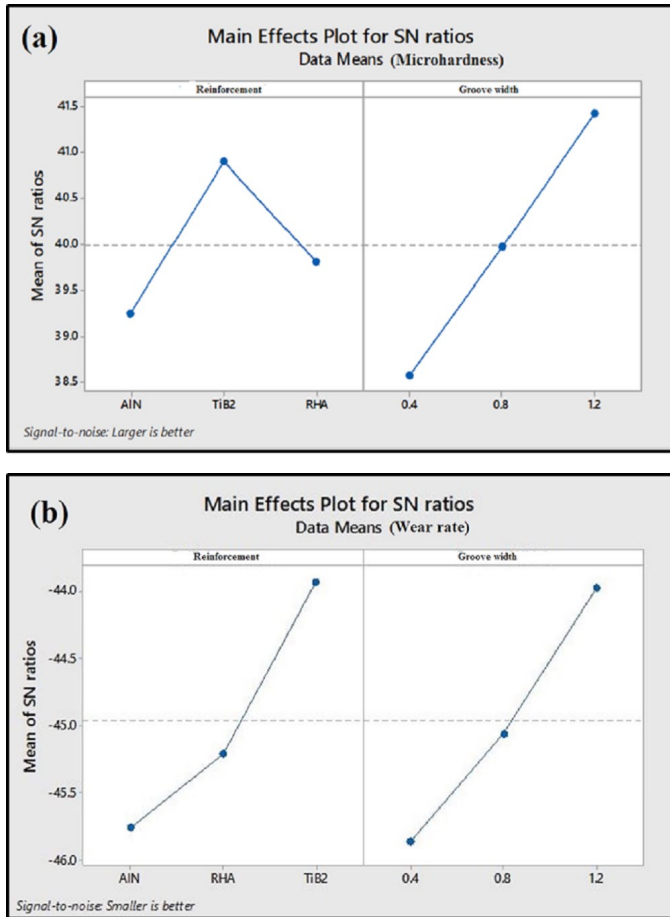 (a)
Main Effects Plot for SN ratios
Data Means (Microhardness)
Reinforcement Groove width
Mean of SN ratios
41.5
41.0
40.5
40.0
39.5
39.0
38.5
AlN TiB2 RHA 0.4 0.8 1.2
Signal-to-noise: Larger is better
(b)
Main Effects Plot for SN ratios
Data Means (Wear rate)
Reinforcement Groove width
Mean of SN ratios
-44.0
-44.5
-45.0
-45.5
-46.0
AlN RHA TiB2 0.4 0.8 1.2
Signal-to-noise: Smaller is better